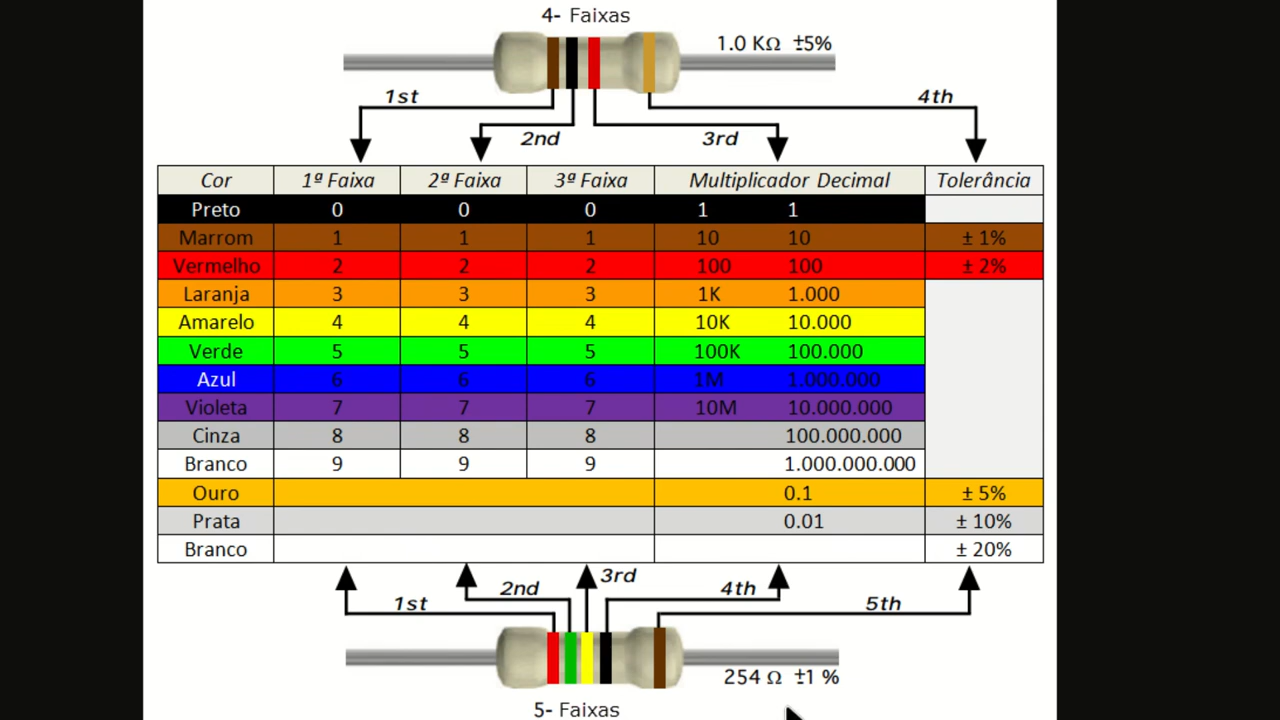 4- Faixas
1.0 KΩ ±5%
1st 4th
2nd 3rd
Cor 1ª Faixa 2ª Faixa 3ª Faixa Multiplicador Decimal Tolerância
Preto 0 0 0 1 1
Marrom 1 1 1 10 10 ± 1%
Vermelho 2 2 2 100 100 ± 2%
Laranja 3 3 3 1K 1.000
Amarelo 4 4 4 10K 10.000
Verde 5 5 5 100K 100.000
Azul 6 6 6 1M 1.000.000
Violeta 7 7 7 10M 10.000.000
Cinza 8 8 8 100.000.000
Branco 9 9 9 1.000.000.000
Ouro 0.1 ± 5%
Prata 0.01 ± 10%
Branco ± 20%
1st 2nd 3rd 4th 5th
254 Ω ±1 %
5- Faixas